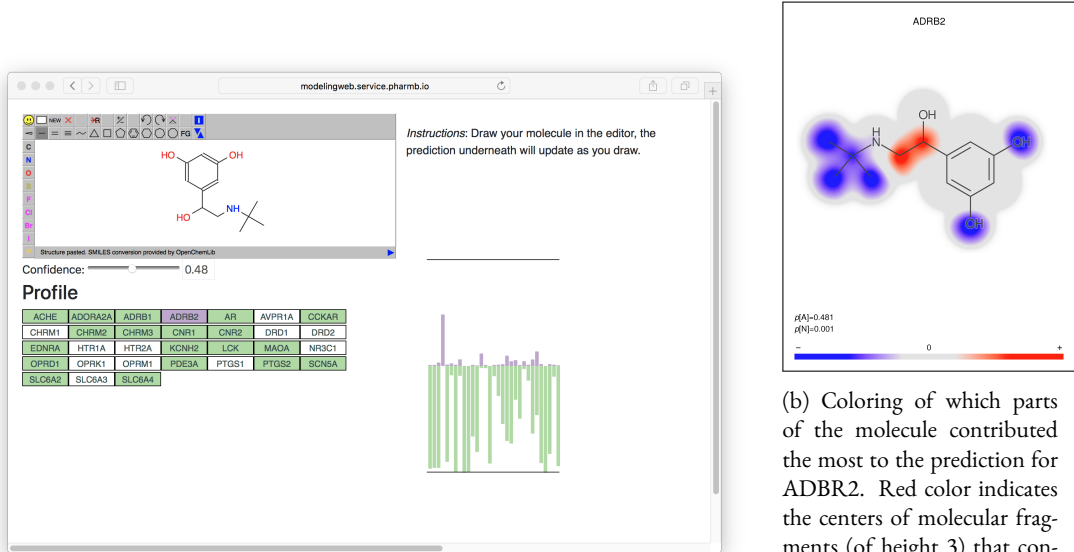 modelingweb.service.pharmb.io
NEW
FG
C
N
O
S
F
Cl
Br
I
HO
OH
HO
NH
Structure pasted. SMILES conversion provided by OpenChemLib
Instructions: Draw your molecule in the editor, the
prediction underneath will update as you draw.
Confidence: 0.48
Profile
ACHE ADORA2A ADRB1 ADRB2 AR AVPR1A CCKAR
CHRM1 CHRM2 CHRM3 CNR1 CNR2 DRD1 DRD2
EDNRA HTR1A HTR2A KCNH2 LCK MAOA NR3C1
OPRD1 OPRK1 OPRM1 PDE3A PTGS1 PTGS2 SCN5A
SLC6A2 SLC6A3 SLC6A4
ADRB2
OH
H
N
OH
OH
p[A]=0.481
p[N]=0.001
− 0 +
(b) Coloring of which parts
of the molecule contributed
the most to the prediction for
ADBR2. Red color indicates
the centers of molecular frag-
ments (of height 3) that con-